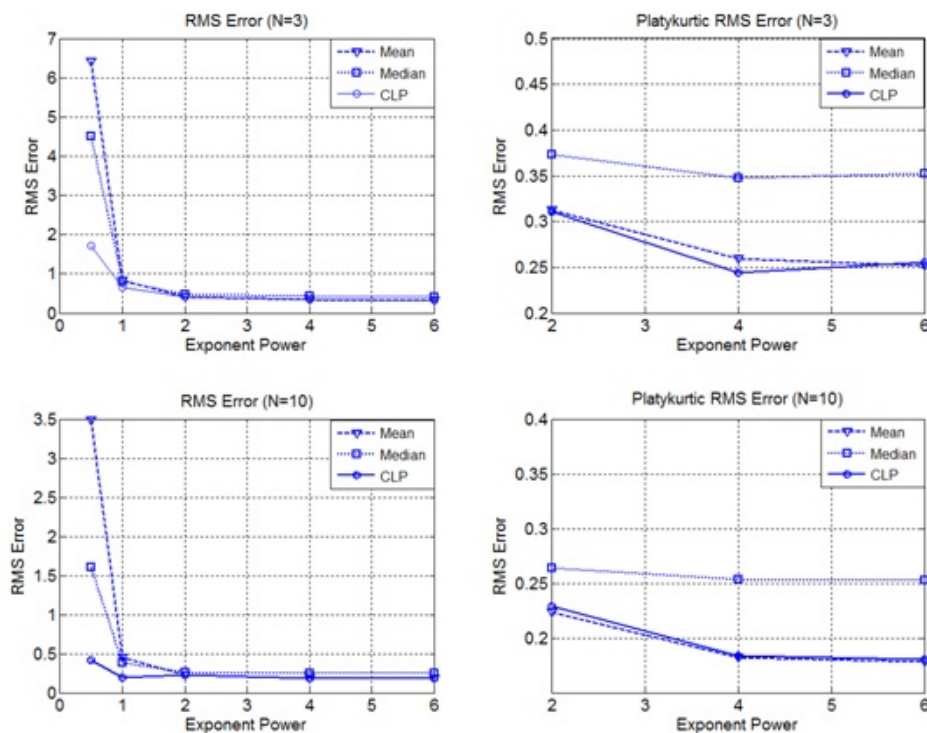 RMS Error (N=3)
RMS Error
7
6
5
4
3
2
1
0
0
1
2
3
4
5
6
Exponent Power
Mean
Median
CLP
Platykurtic RMS Error (N=3)
RMS Error
0.5
0.45
0.4
0.35
0.3
0.25
0.2
2
3
4
5
6
Exponent Power
Mean
Median
CLP
RMS Error (N=10)
RMS Error
3.5
3
2.5
2
1.5
1
0.5
0
0
1
2
3
4
5
6
Exponent Power
Mean
Median
CLP
Platykurtic RMS Error (N=10)
RMS Error
0.4
0.35
0.3
0.25
0.2
2
3
4
5
6
Exponent Power
Mean
Median
CLP